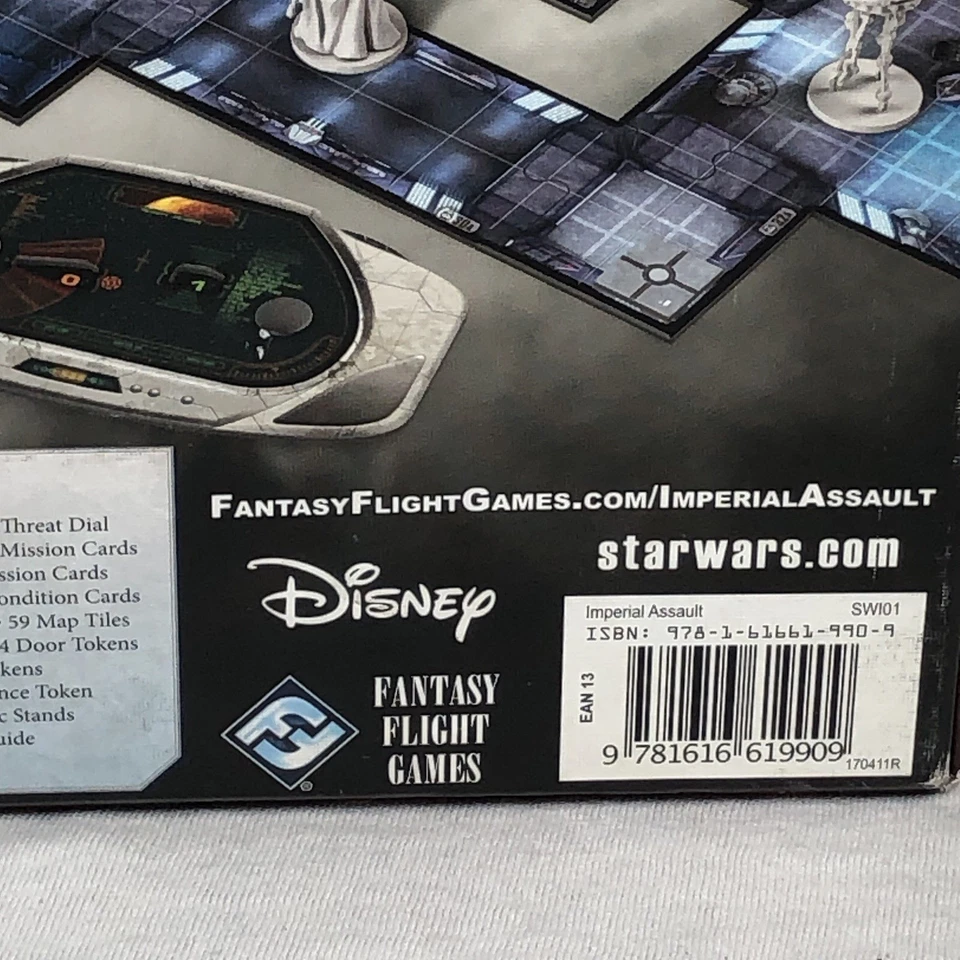 Threat Dial
Mission Cards
ssion Cards
ondition Cards
59 Map Tiles
4 Door Tokens
kens
nce Token
c Stands
uide
FANTASYFLIGHTGAMES.COM/IMPERIALASSAULT
starwars.com
DISNEY
FANTASY
FLIGHT
GAMES
Imperial Assault SWI01
ISBN: 978-1-61661-990-9
EAN 13
9 781616 619909
170411R